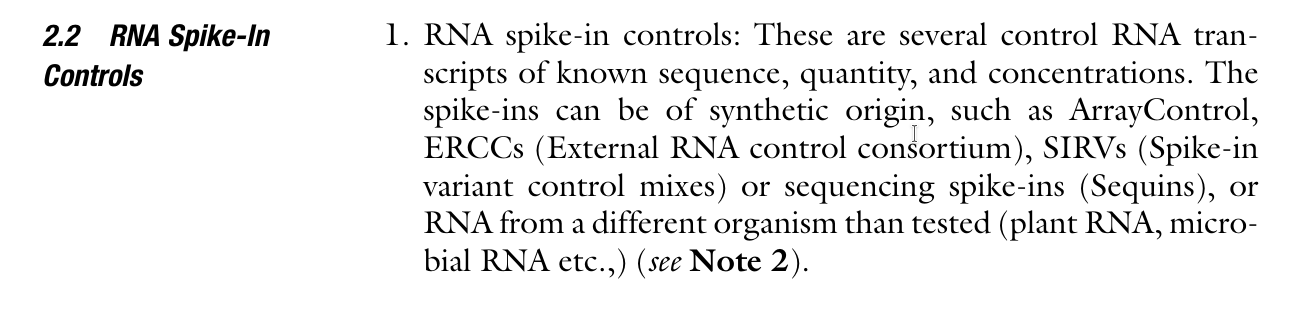 2.2 RNA Spike-In
Controls
1. RNA spike-in controls: These are several control RNA tran-
scripts of known sequence, quantity, and concentrations. The
spike-ins can be of synthetic origin, such as ArrayControl,
ERCCs (External RNA control consortium), SIRVs (Spike-in
variant control mixes) or sequencing spike-ins (Sequins), or
RNA from a different organism than tested (plant RNA, micro-
bial RNA etc.,) (see Note 2).